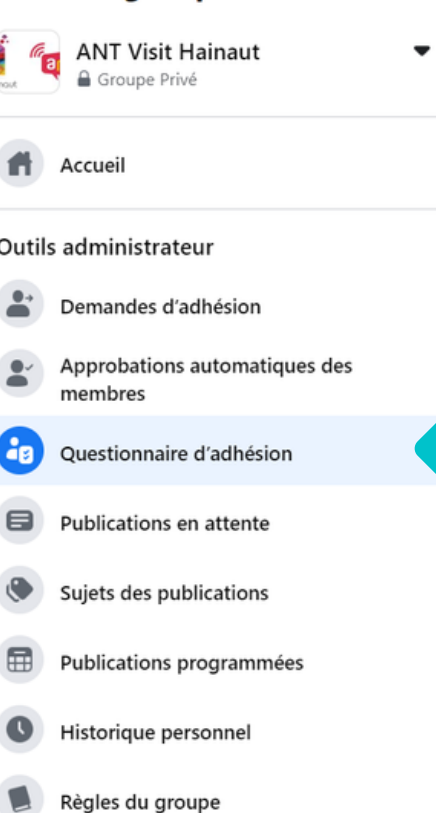 ANT Visit Hainaut
Groupe Privé
Accueil
Outils administrateur
Demandes d'adhésion
Approbations automatiques des
membres
Questionnaire d'adhésion
Publications en attente
Sujets des publications
Publications programmées
Historique personnel
Règles du groupe